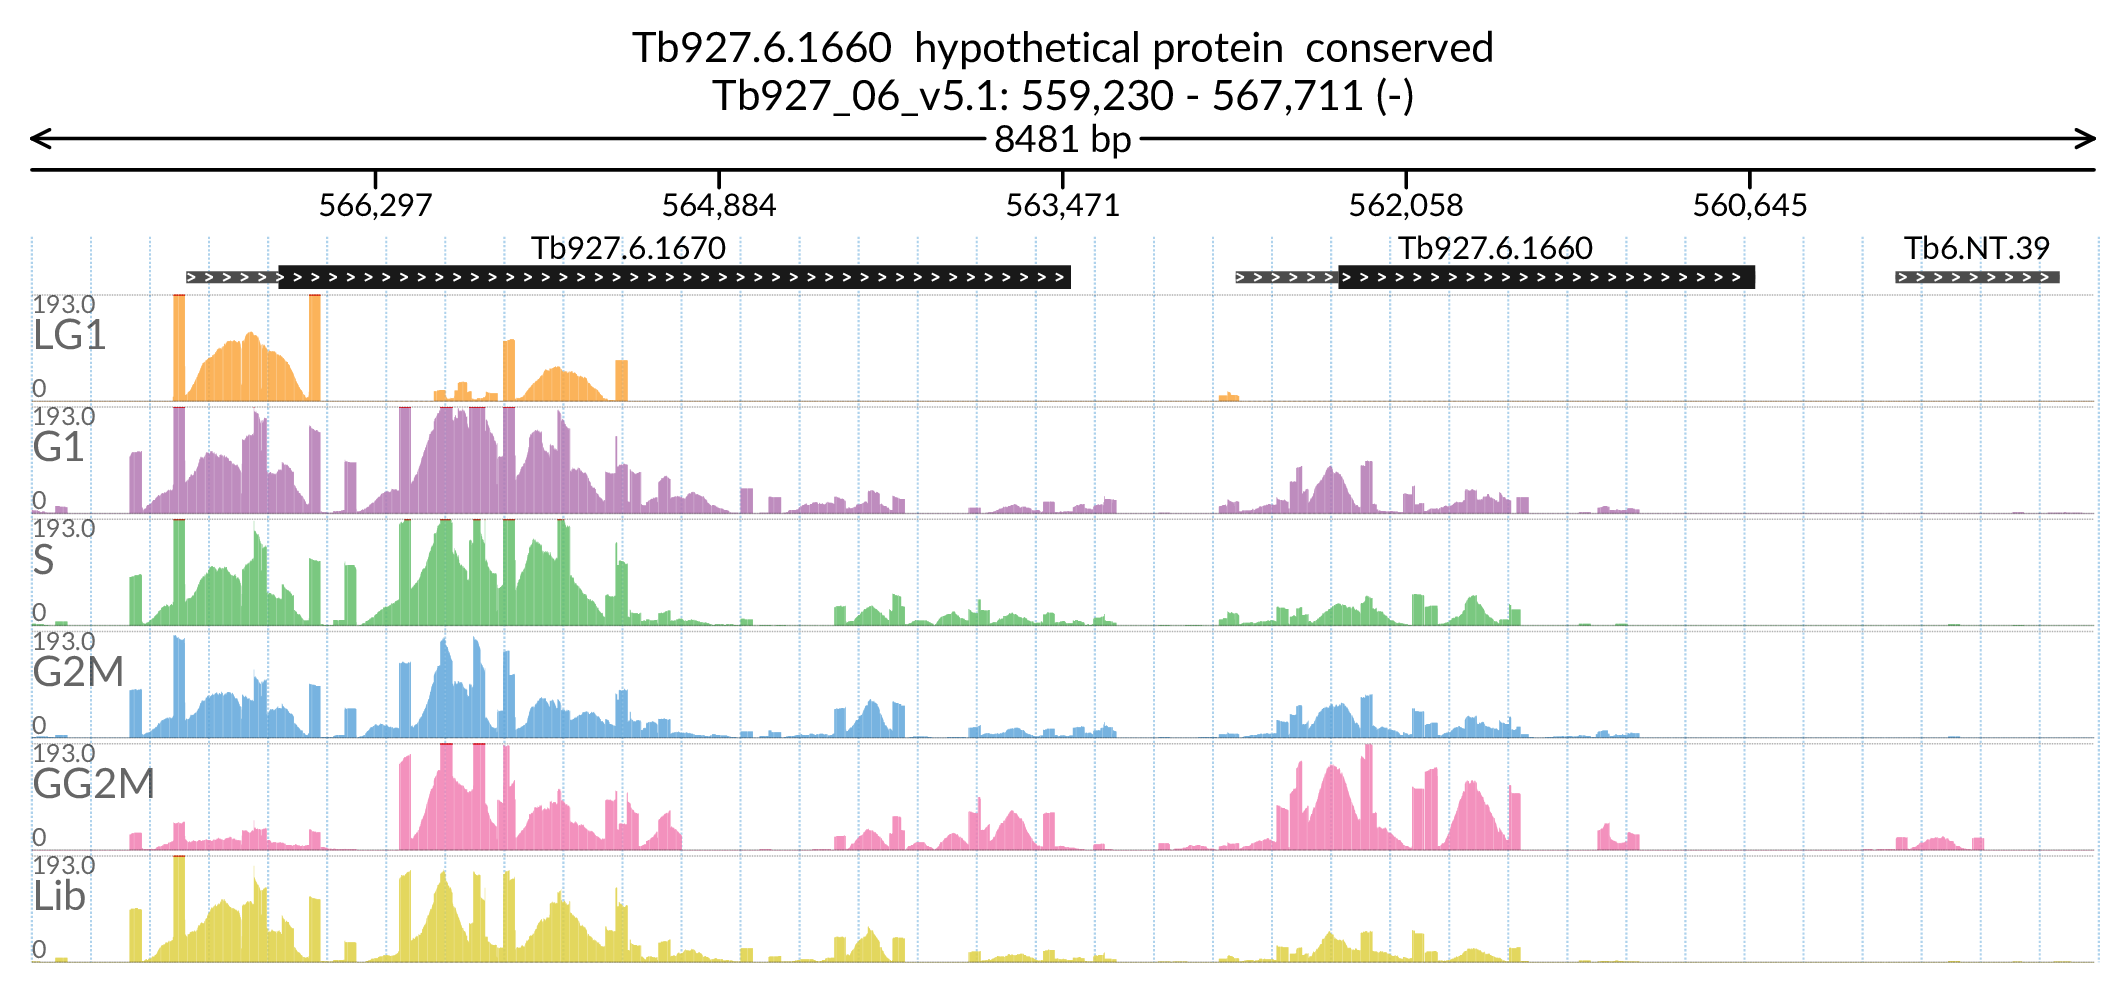 Tb927.6.1660 hypothetical protein conserved
Tb927_06_v5.1: 559,230 - 567,711 (-)
8481 bp
566,297 564,884 563,471 562,058 560,645
Tb927.6.1670 Tb927.6.1660 Tb6.NT.39
193.0
LG1
0
193.0
G1
0
193.0
S
0
193.0
G2M
0
193.0
GG2M
0
193.0
Lib
0